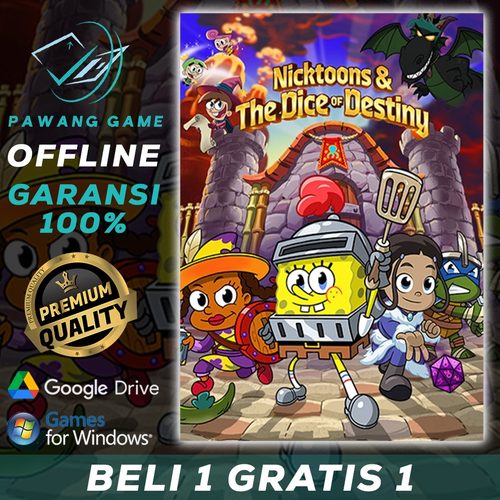 PAWANG GAME
OFFLINE
GARANSI
100%
PREMIUM
QUALITY
Google Drive
Games
for Windows®
Nicktoons &
The Dice of Destiny
BELI 1 GRATIS 1